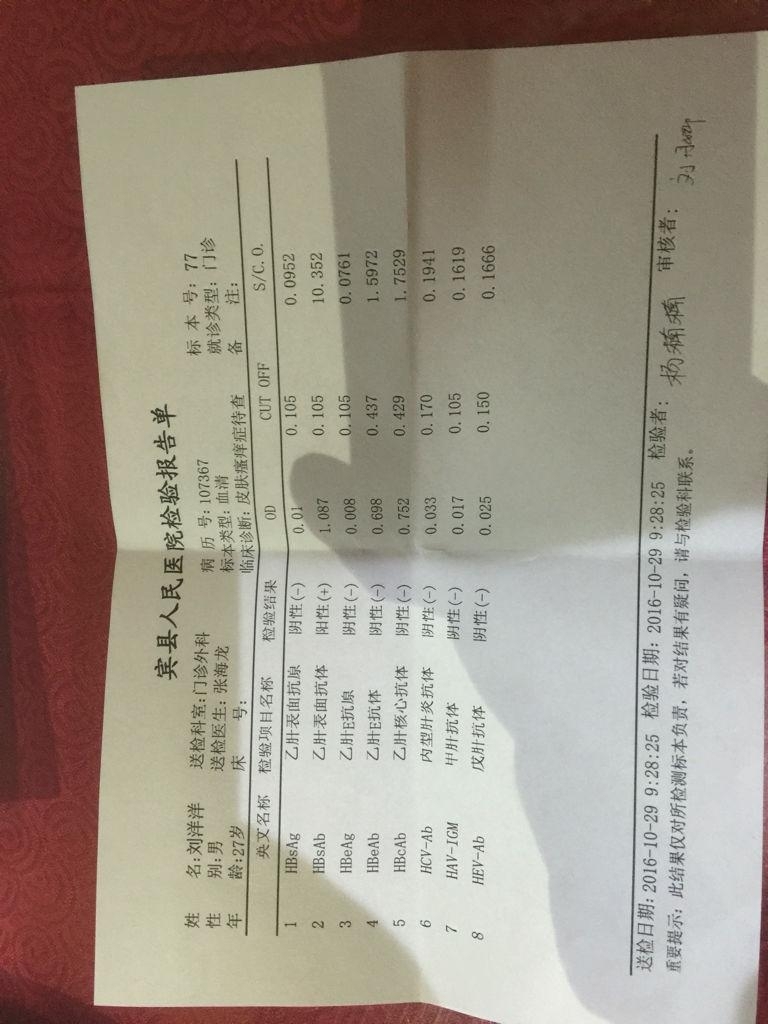 宾县人民医院检验报告单
姓 名:刘洋洋 送检科室:门诊外科 病 历 号:107367 标 本 号: 77
性 别:男 送检医生:张海龙 标本类型:血清 就诊类型:门诊
年 龄:27岁 床 号: 临床诊断:皮肤瘙痒症待查 备 注:
英文名称 检验项目名称 检验结果 OD CUT OFF S/C.O.
1 HBsAg 乙肝表面抗原 阴性(-) 0.01 0.105 0.0952
2 HBsAb 乙肝表面抗体 阳性(+) 1.087 0.105 10.352
3 HBeAg 乙肝E抗原 阴性(-) 0.008 0.105 0.0761
4 HBeAb 乙肝E抗体 阴性(-) 0.698 0.437 1.5972
5 HBcAb 乙肝核心抗体 阴性(-) 0.752 0.429 1.7529
6 HCV-Ab 丙型肝炎抗体 阴性(-) 0.033 0.170 0.1941
7 HAV-IGM 甲肝抗体 阴性(-) 0.017 0.105 0.1619
8 HEV-Ab 戊肝抗体 阴性(-) 0.025 0.150 0.1666
送检日期:2016-10-29 9:28:25 检验日期: 2016-10-29 9:28:25 检验者: 杨楠楠 审核者:
重要提示: 此结果仅对所检测标本负责, 若对结果有疑问, 请与检验科联系。